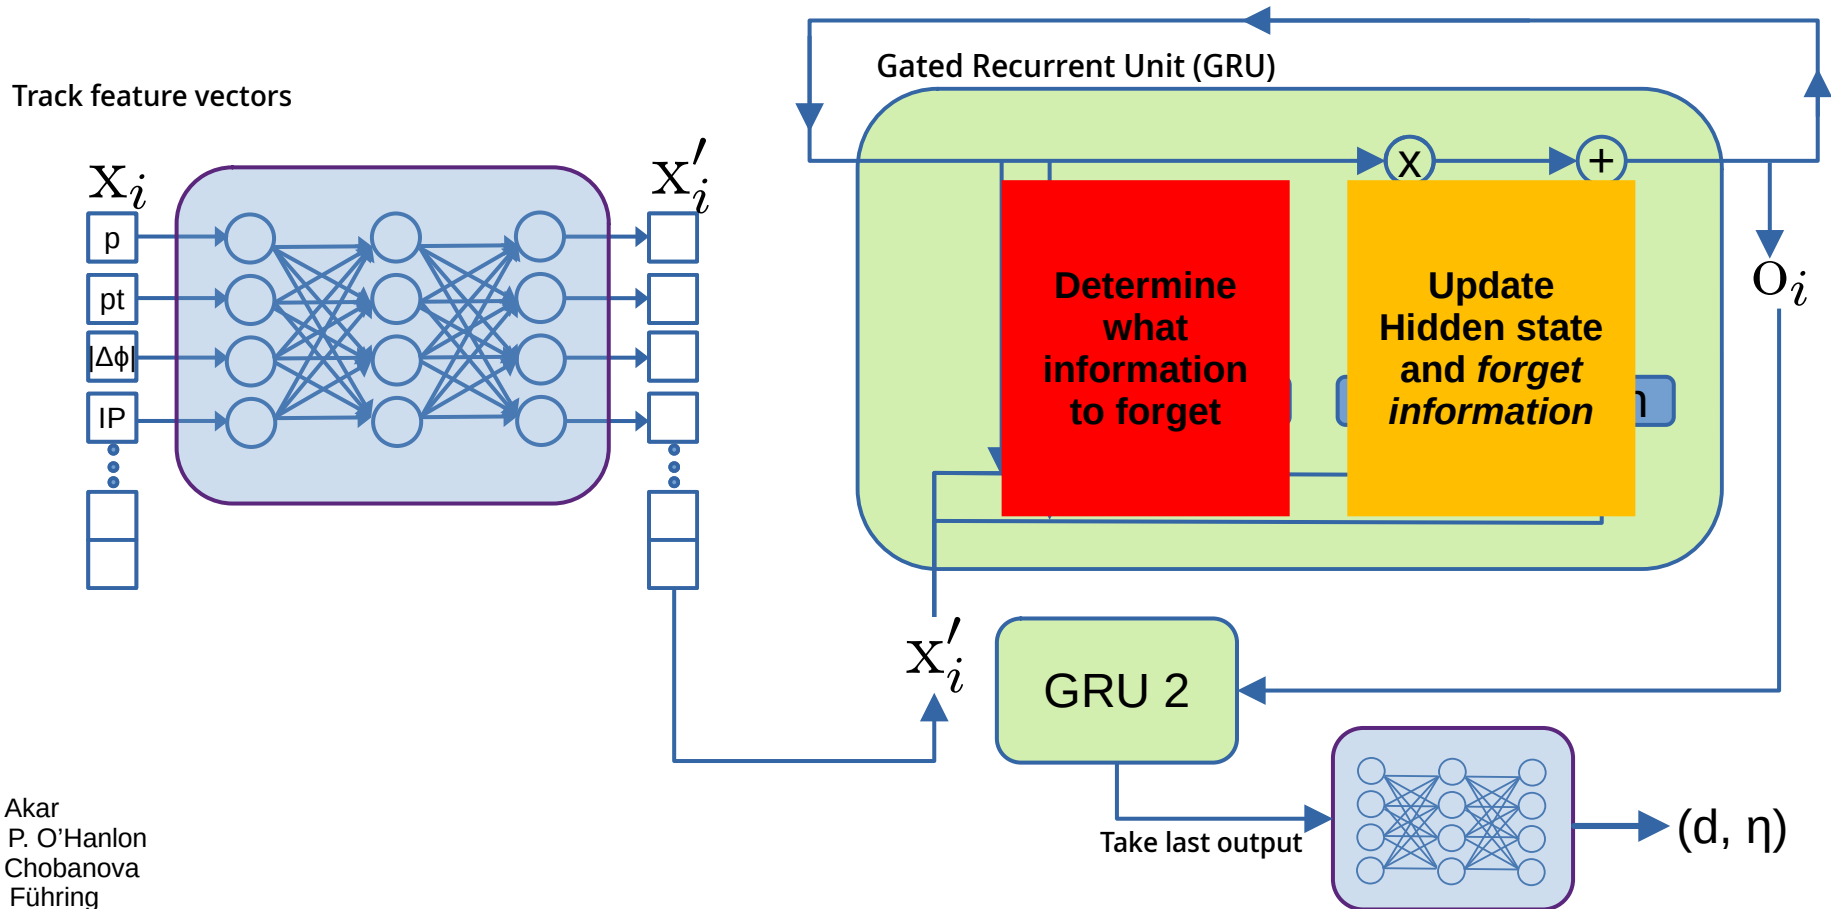 Gated Recurrent Unit (GRU)
Track feature vectors
x_i
x'_i
p
pt
|Δϕ|
IP
x
+
Determine
what
information
to forget
Update
Hidden state
and forget
information
o_i
x'_i
GRU 2
Take last output
(d, η)
Akar
P. O’Hanlon
Chobanova
Führing